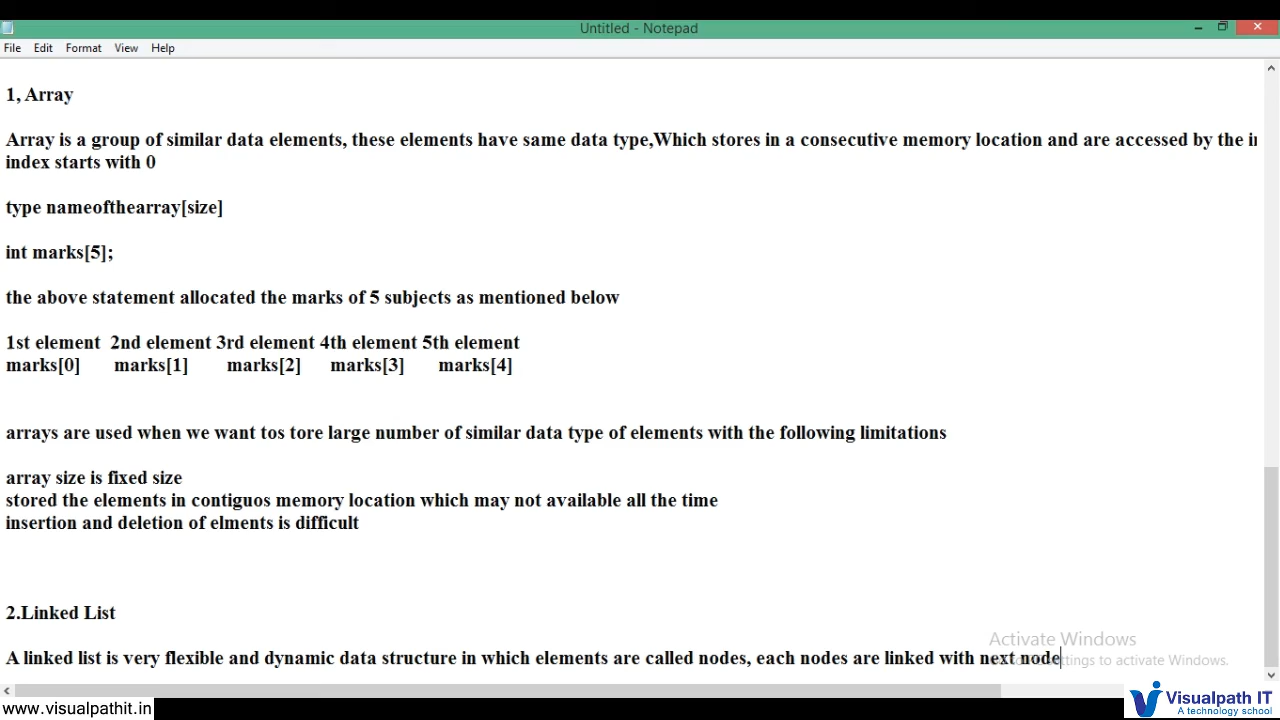 Untitled - Notepad
File Edit Format View Help
1, Array
Array is a group of similar data elements, these elements have same data type,Which stores in a consecutive memory location and are accessed by the
index starts with 0
type nameofthearray[size]
int marks[5];
the above statement allocated the marks of 5 subjects as mentioned below
1st element 2nd element 3rd element 4th element 5th element
marks[0] marks[1] marks[2] marks[3] marks[4]
arrays are used when we want tos tore large number of similar data type of elements with the following limitations
array size is fixed size
stored the elements in contiguos memory location which may not available all the time
insertion and deletion of elments is difficult
2.Linked List
Activate Windows
A linked list is very flexible and dynamic data structure in which elements are called nodes, each nodes are linked with next node
to activate Windows.
www.visualpathit.in
Visualpath IT
A technology school